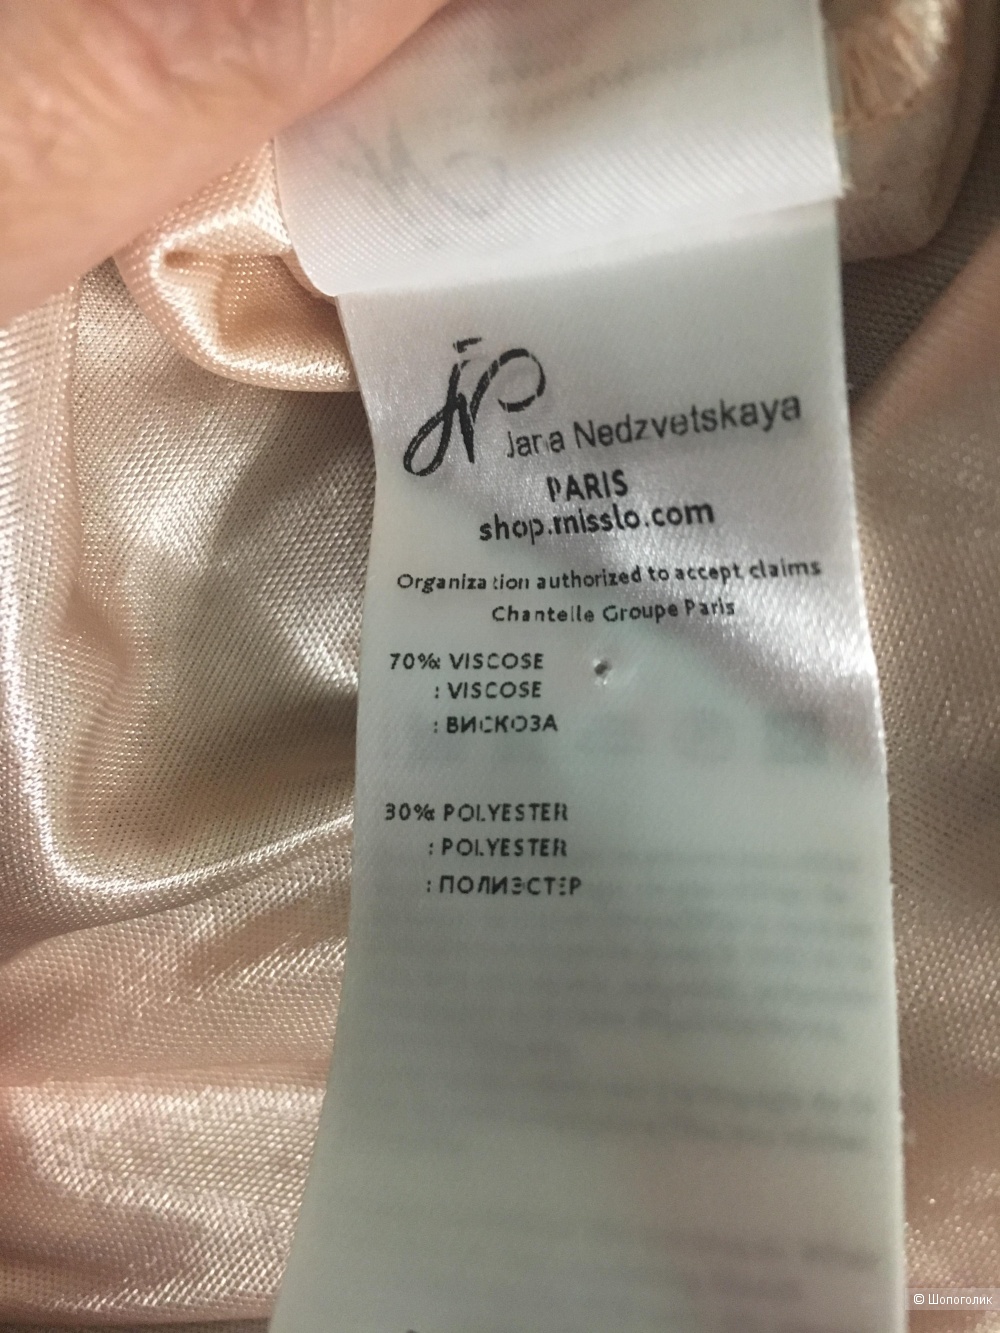 Jana Nedzvetskaya
PARIS
shop.misslo.com
Organization authorized to accept claims
Chantelle Groupe Paris
70%: VISCOSE
: VISCOSE
: ВИСКОЗА
30%: POLYESTER
: POLYESTER
: ПОЛИЭСТЕР
© Шопоголик